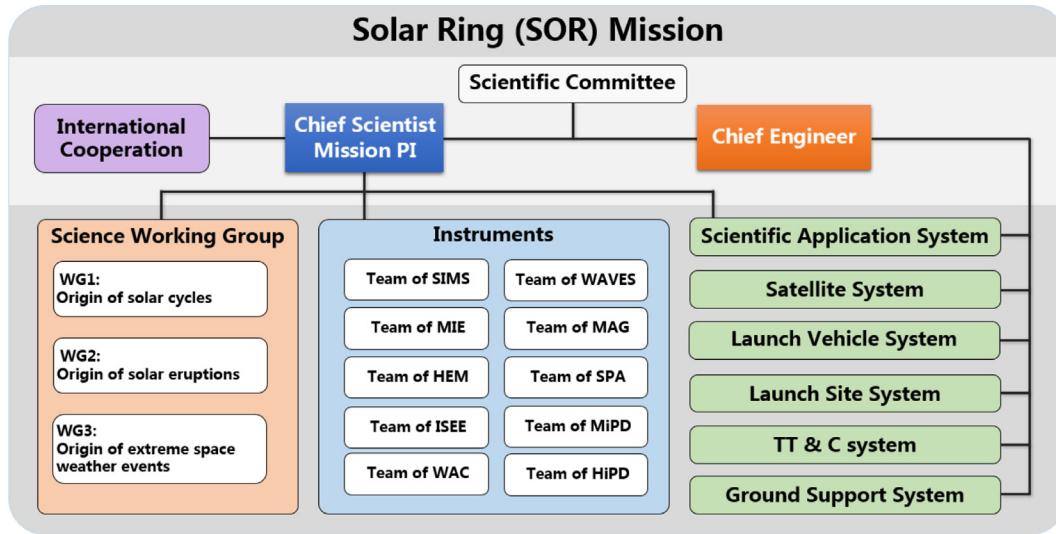 Solar Ring (SOR) Mission
Scientific Committee
International
Cooperation
Chief Scientist
Mission PI
Chief Engineer
Science Working Group
WG1:
Origin of solar cycles
WG2:
Origin of solar eruptions
WG3:
Origin of extreme space
weather events
Instruments
Team of SIMS
Team of WAVES
Team of MIE
Team of MAG
Team of HEM
Team of SPA
Team of ISEE
Team of MiPD
Team of WAC
Team of HiPD
Scientific Application System
Satellite System
Launch Vehicle System
Launch Site System
TT & C system
Ground Support System